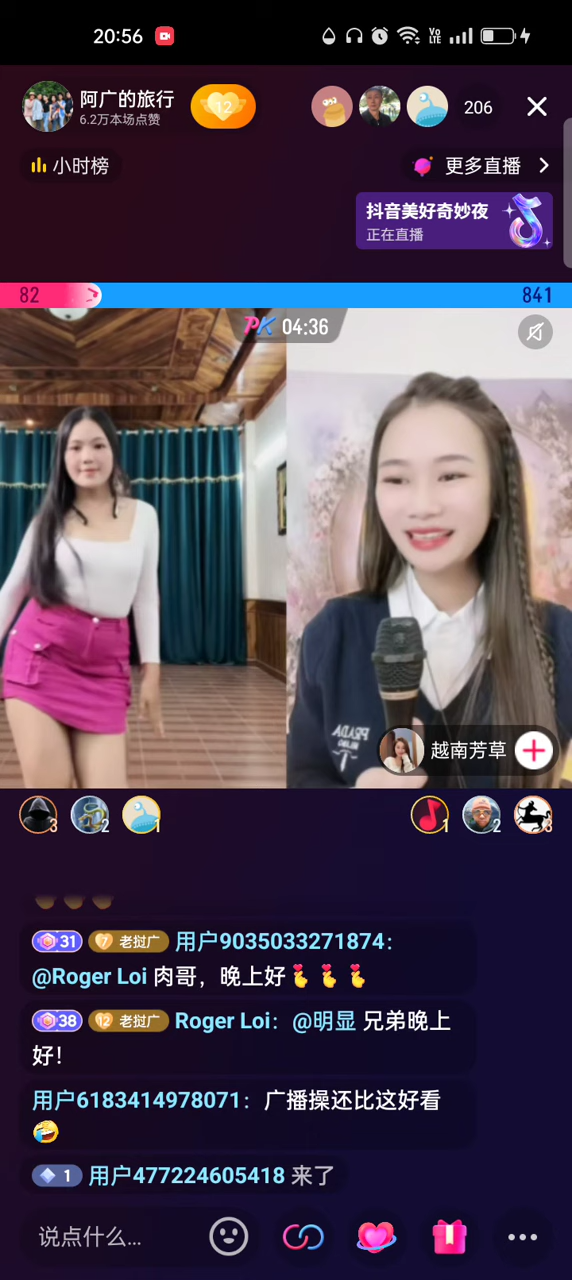 20:56
Vo
LTE
阿广的旅行
6.2万本场点赞
12
206
小时榜
更多直播
抖音美好奇妙夜
正在直播
82
841
PK 04:36
PRADA
MILANO
越南芳草
3
2
1
1
2
3
31 7 老挝广 用户9035033271874：
@Roger Loi 肉哥，晚上好
38 12 老挝广 Roger Loi：@明显 兄弟晚上
好！
用户6183414978071：广播操还比这好看
1 用户477224605418 来了
说点什么...